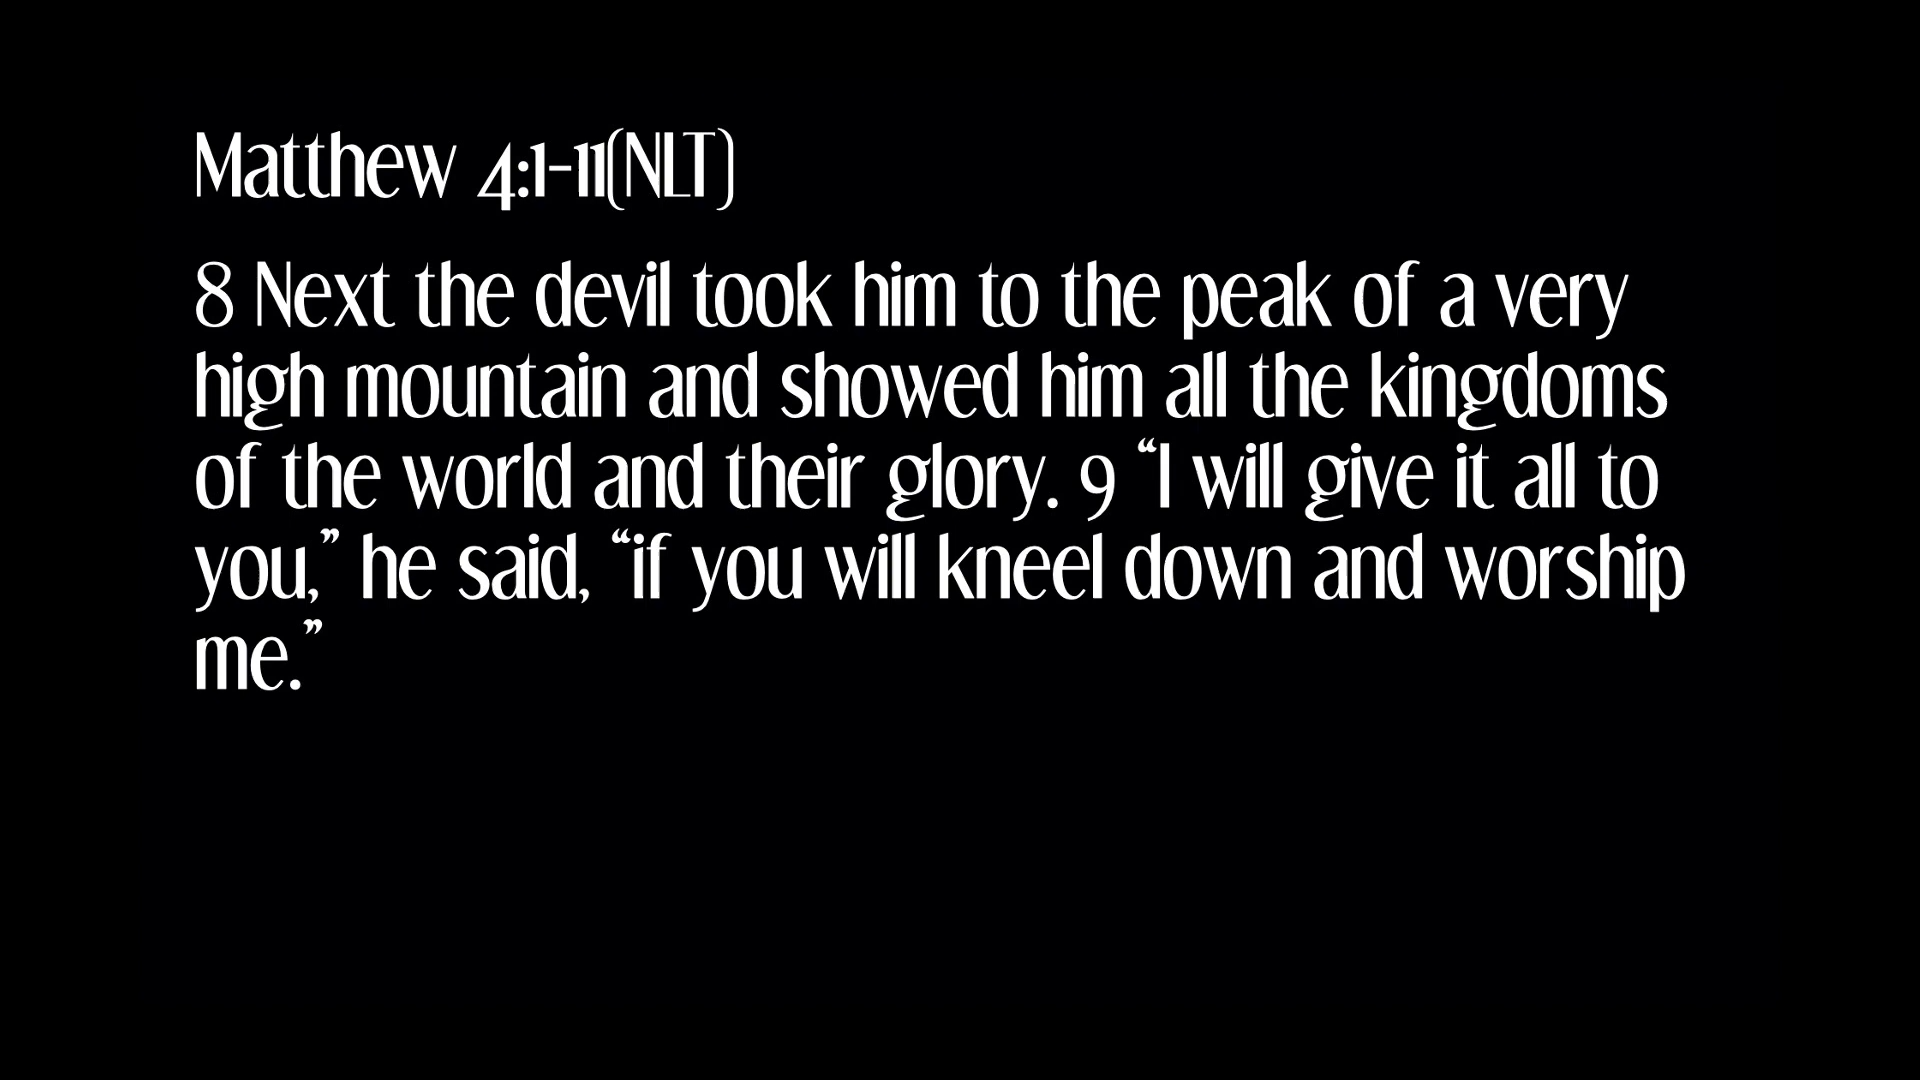 Matthew 4:1-11(NLT)
8 Next the devil took him to the peak of a very
high mountain and showed him all the kingdoms
of the world and their glory. 9 “I will give it all to
you,” he said, “if you will kneel down and worship
me.”